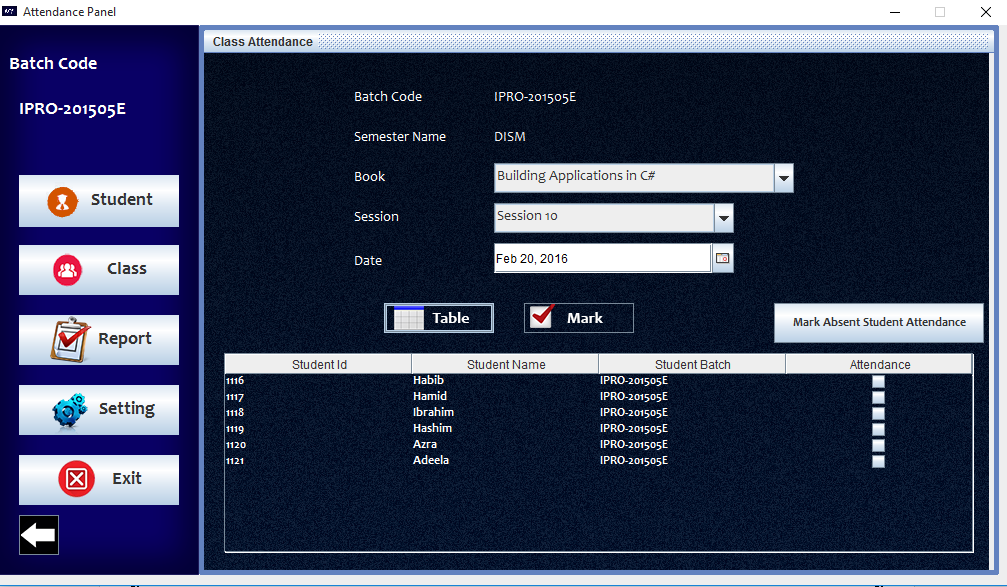 Attendance Panel
Batch Code
IPRO-201505E
Student
Class
Report
Setting
Exit
Class Attendance
Batch Code IPRO-201505E
Semester Name DISM
Book Building Applications in C#
Session Session 10
Date Feb 20, 2016
Table Mark Mark Absent Student Attendance
Student Id Student Name Student Batch Attendance
1116 Habib IPRO-201505E
1117 Hamid IPRO-201505E
1118 Ibrahim IPRO-201505E
1119 Hashim IPRO-201505E
1120 Azra IPRO-201505E
1121 Adeela IPRO-201505E